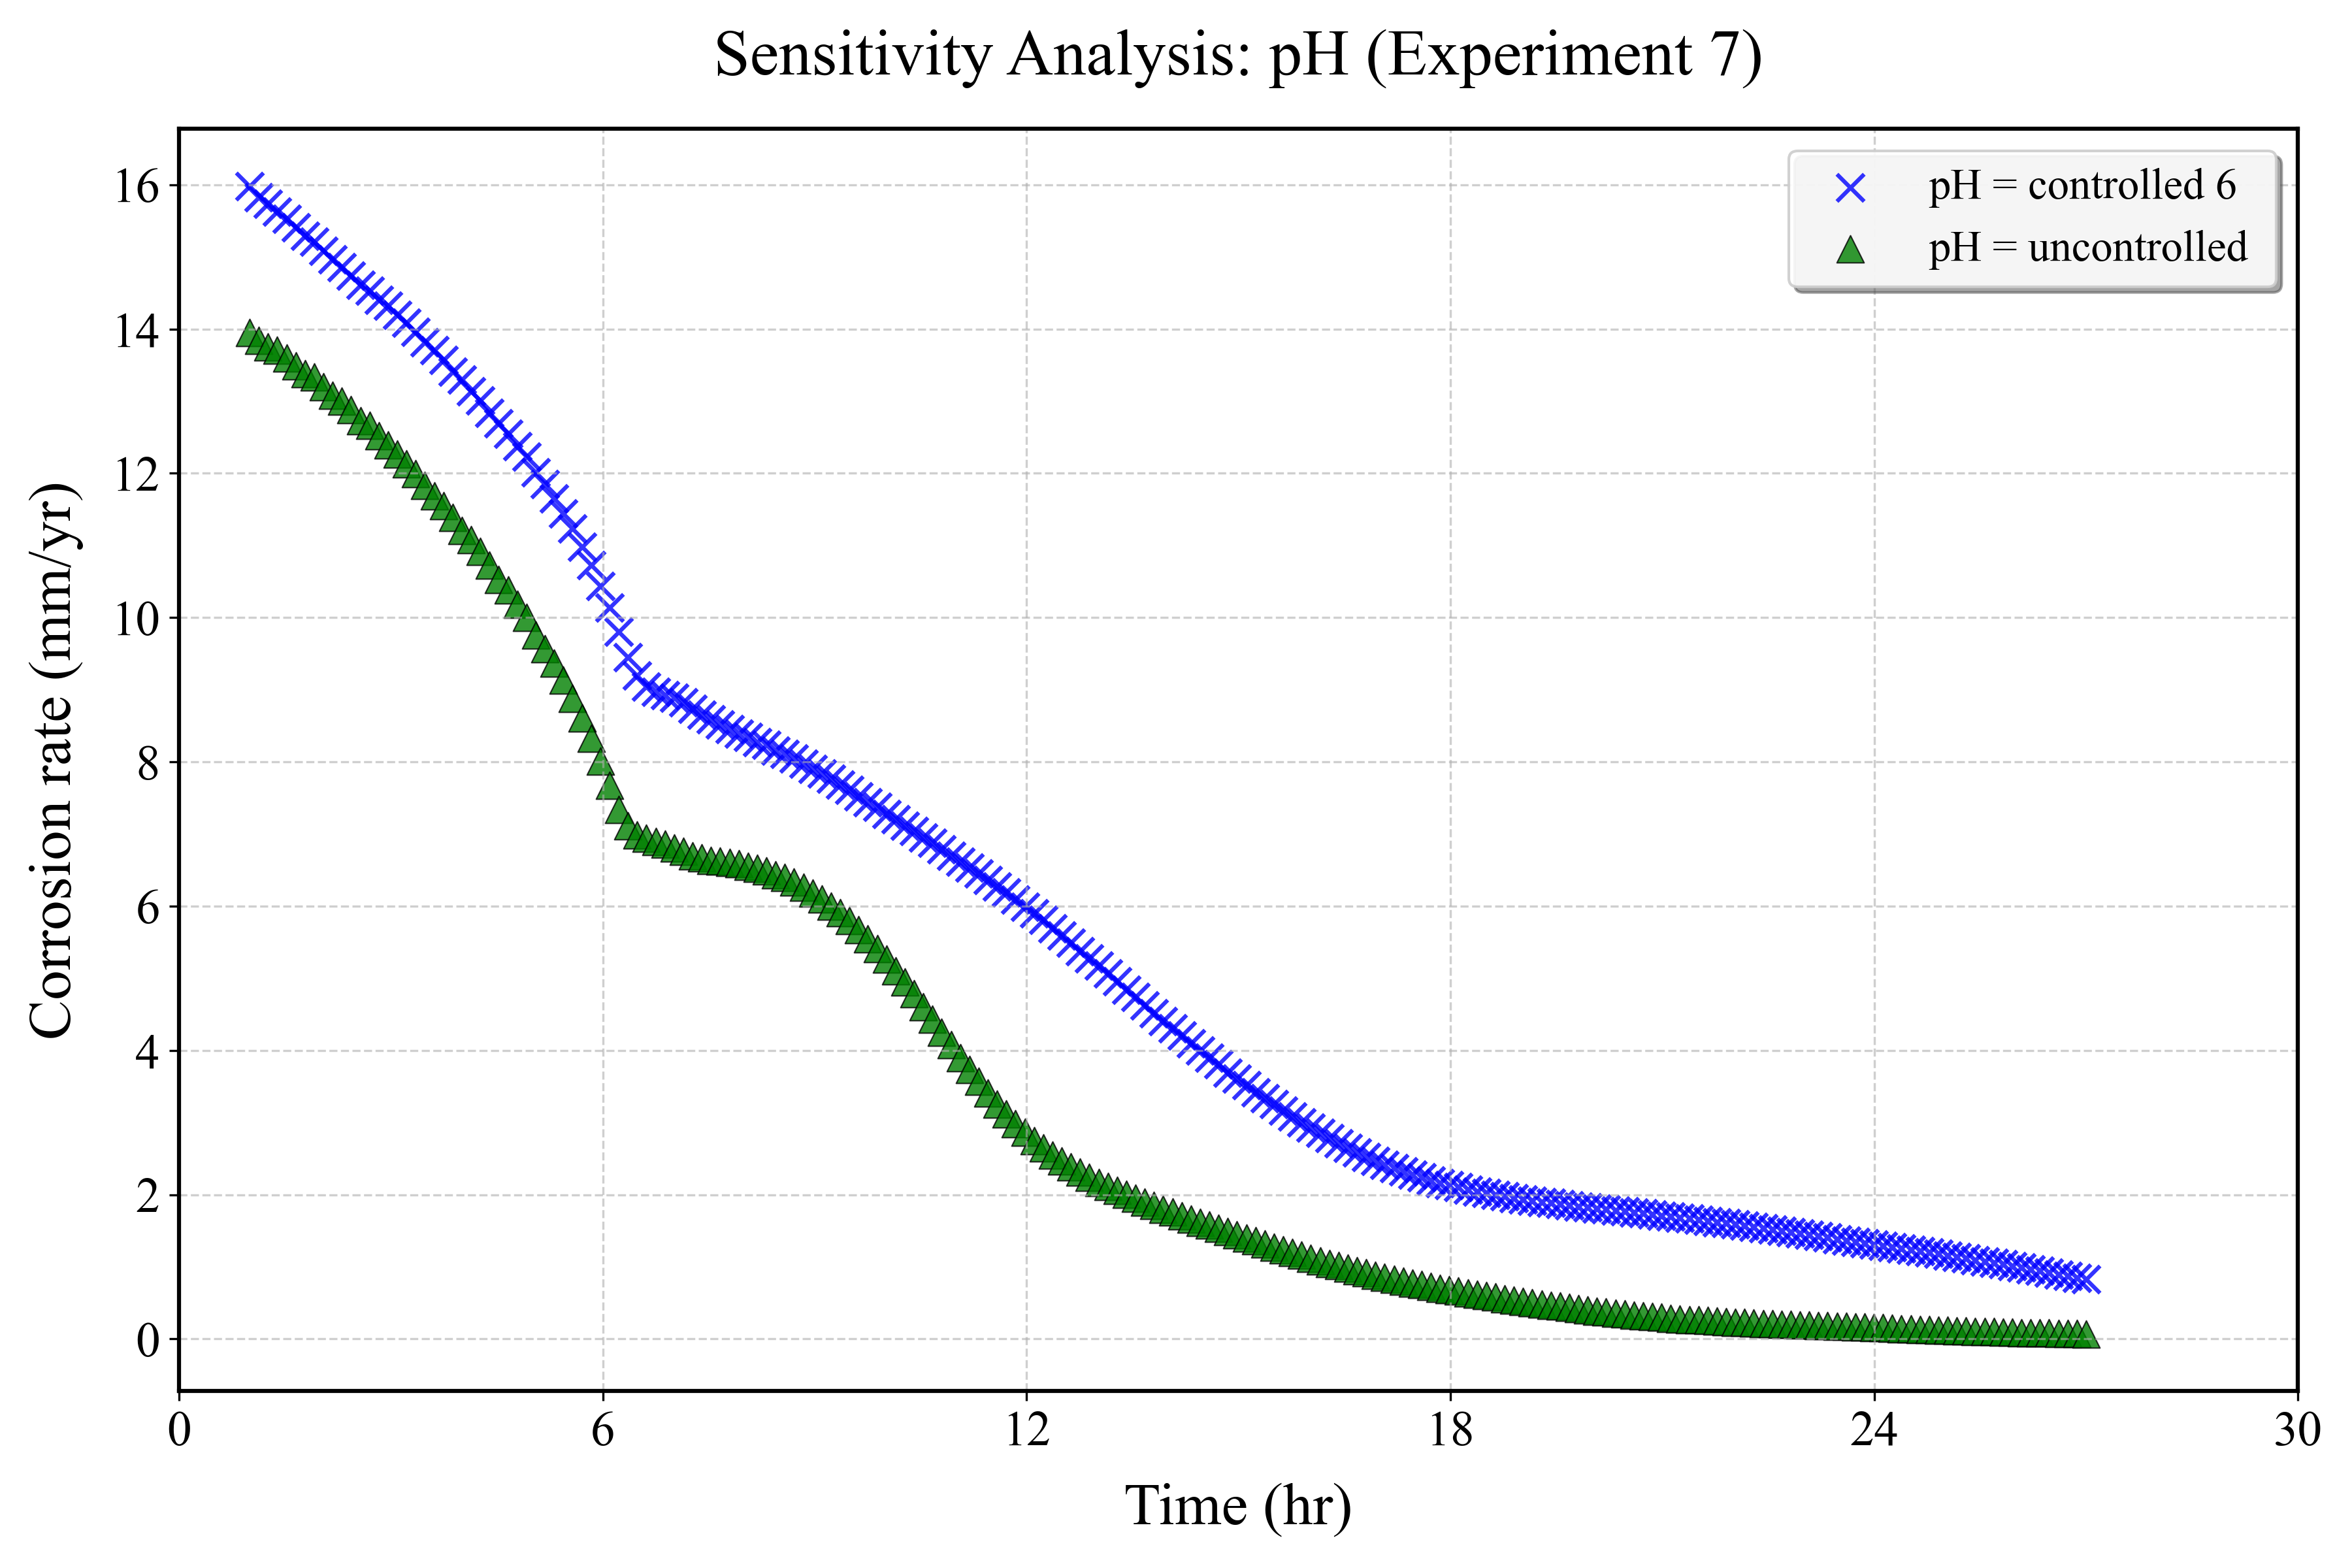 Sensitivity Analysis: pH (Experiment 7)
pH = controlled 6
pH = uncontrolled
Corrosion rate (mm/yr)
16
14
12
10
8
6
4
2
0
0 6 12 18 24 30
Time (hr)